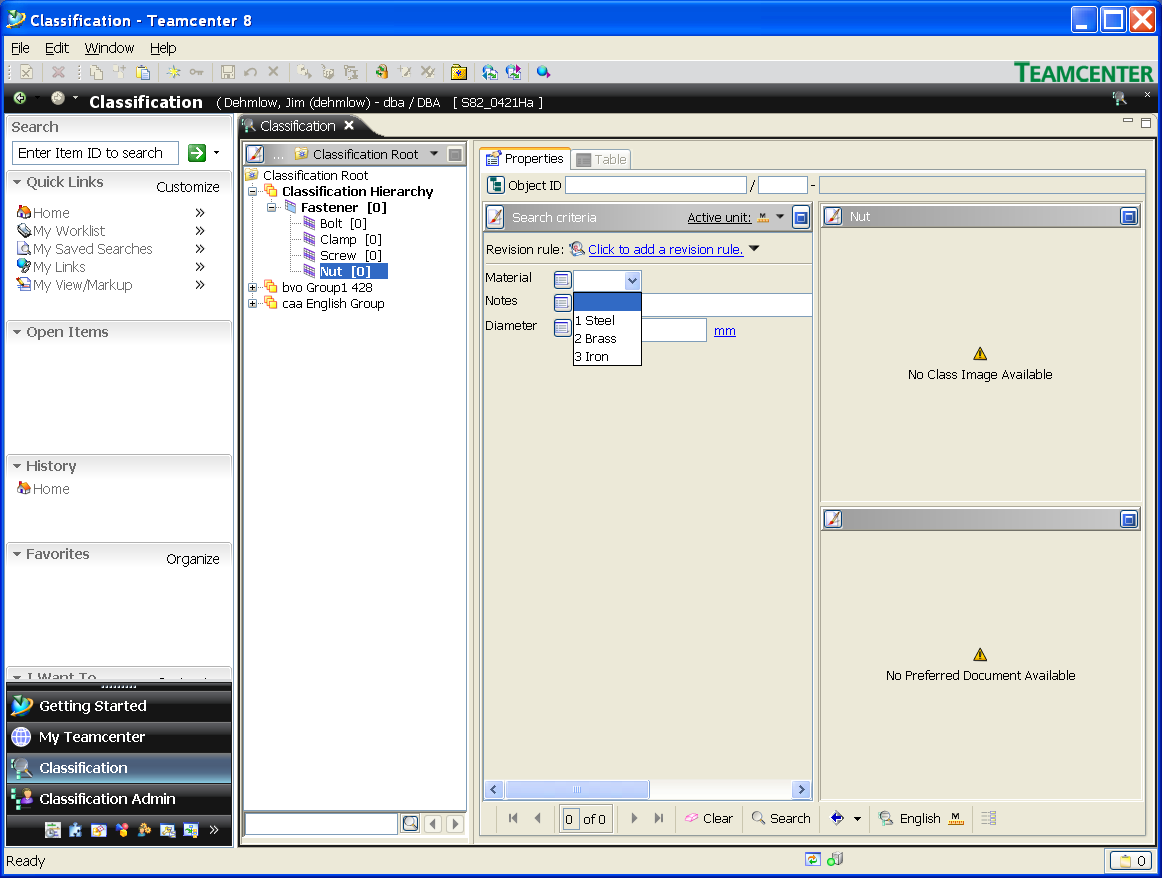 Classification - Teamcenter 8
File Edit Window Help
TEAMCENTER
Classification ( Dehmlow, Jim (dehmlow) - dba / DBA [ S82_0421Ha ]
Search
Enter Item ID to search
Quick Links
Customize
Home
My Worklist
My Saved Searches
My Links
My View/Markup
Open Items
History
Home
Favorites
Organize
I Want To
Getting Started
My Teamcenter
Classification
Classification Admin
Ready
Classification
... Classification Root
Classification Root
Classification Hierarchy
Fastener [0]
Bolt [0]
Clamp [0]
Screw [0]
Nut [0]
bvo Group1 428
caa English Group
Properties
Table
Object ID / -
Search criteria
Active unit:
Revision rule: Click to add a revision rule.
Material
Notes
Diameter
mm
1 Steel
2 Brass
3 Iron
Nut
No Class Image Available
No Preferred Document Available
0 of 0
Clear
Search
English
0